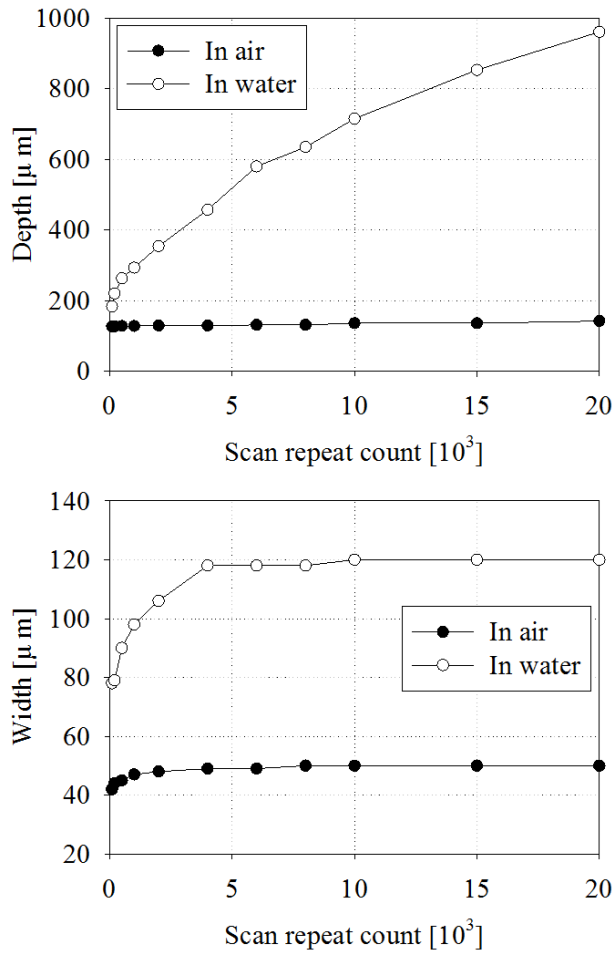 1000
800
600
400
200
0
Depth [μ m]
In air
In water
0 5 10 15 20
Scan repeat count [10³]
140
120
100
80
60
40
20
Width [μ m]
In air
In water
0 5 10 15 20
Scan repeat count [10³]